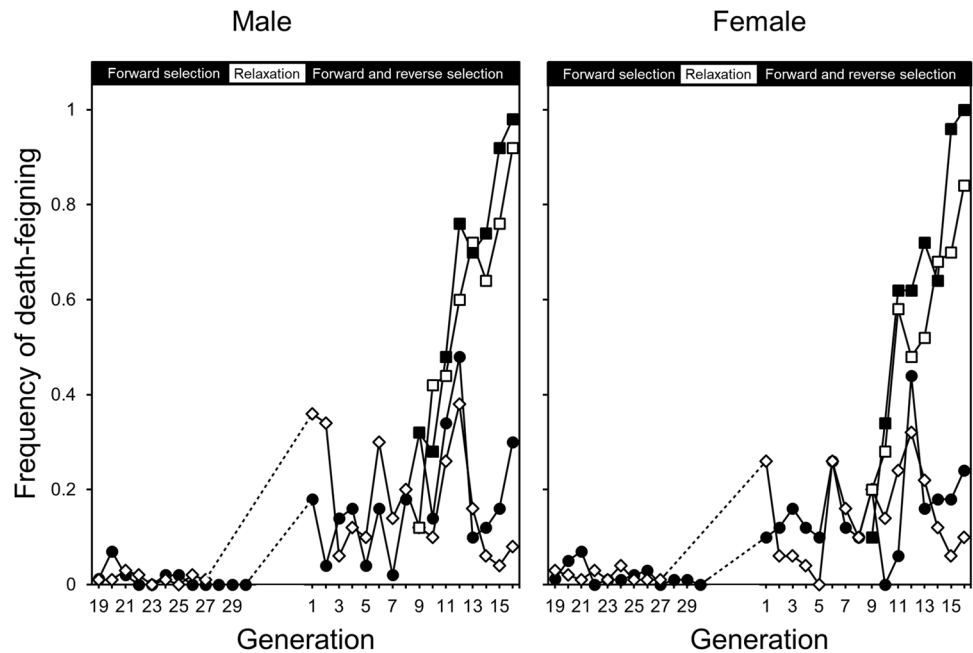 Male
Female
Forward selection Relaxation Forward and reverse selection
Forward selection Relaxation Forward and reverse selection
Frequency of death-feigning
1
0.8
0.6
0.4
0.2
0
19 21 23 25 27 29 1 3 5 7 9 11 13 15
19 21 23 25 27 29 1 3 5 7 9 11 13 15
Generation
Generation